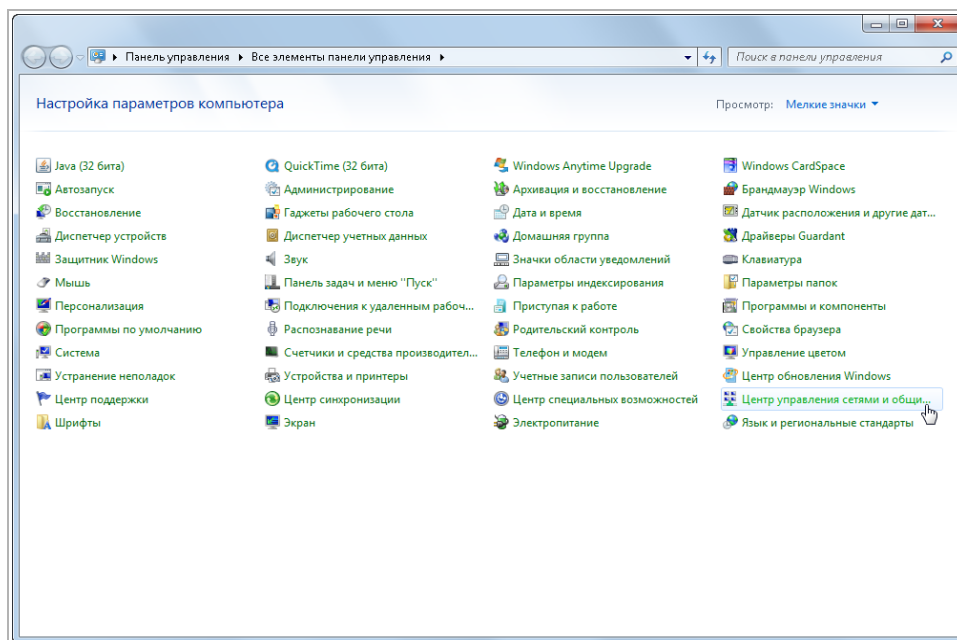 Панель управления ▸ Все элементы панели управления ▸ Поиск в панели управления
Настройка параметров компьютера Просмотр: Мелкие значки
Java (32 бита) QuickTime (32 бита) Windows Anytime Upgrade Windows CardSpace
Автозапуск Администрирование Архивация и восстановление Брандмауэр Windows
Восстановление Гаджеты рабочего стола Дата и время Датчик расположения и другие дат...
Диспетчер устройств Диспетчер учетных данных Домашняя группа Драйверы Guardant
Защитник Windows Звук Значки области уведомлений Клавиатура
Мышь Панель задач и меню "Пуск" Параметры индексирования Параметры папок
Персонализация Подключения к удаленным рабоч... Приступая к работе Программы и компоненты
Программы по умолчанию Распознавание речи Родительский контроль Свойства браузера
Система Счетчики и средства производител... Телефон и модем Управление цветом
Устранение неполадок Устройства и принтеры Учетные записи пользователей Центр обновления Windows
Центр поддержки Центр синхронизации Центр специальных возможностей Центр управления сетями и общи...
Шрифты Экран Электропитание Язык и региональные стандарты